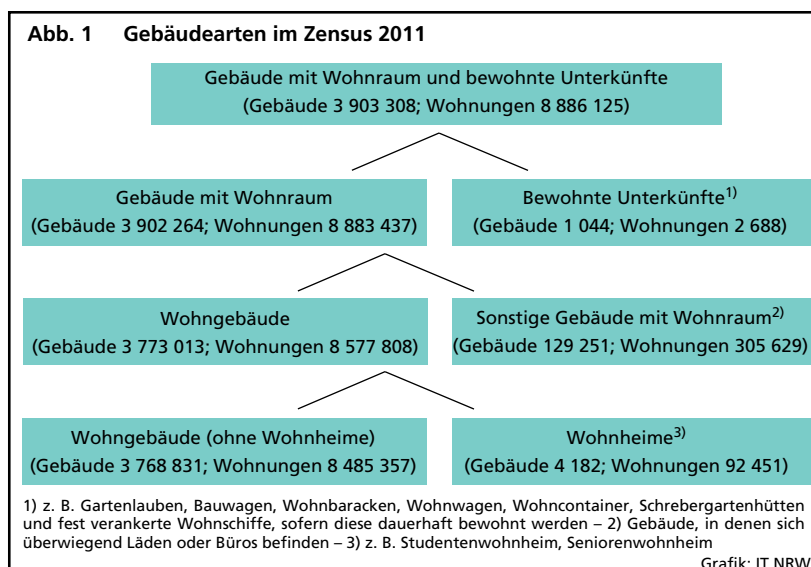 Abb. 1 Gebäudearten im Zensus 2011
Gebäude mit Wohnraum und bewohnte Unterkünfte
(Gebäude 3 903 308; Wohnungen 8 886 125)
Gebäude mit Wohnraum
(Gebäude 3 902 264; Wohnungen 8 883 437)
Bewohnte Unterkünfte1)
(Gebäude 1 044; Wohnungen 2 688)
Wohngebäude
(Gebäude 3 773 013; Wohnungen 8 577 808)
Sonstige Gebäude mit Wohnraum2)
(Gebäude 129 251; Wohnungen 305 629)
Wohngebäude (ohne Wohnheime)
(Gebäude 3 768 831; Wohnungen 8 485 357)
Wohnheime3)
(Gebäude 4 182; Wohnungen 92 451)
1) z. B. Gartenlauben, Bauwagen, Wohnbaracken, Wohnwagen, Wohncontainer, Schrebergartenhütten
und fest verankerte Wohnschiffe, sofern diese dauerhaft bewohnt werden – 2) Gebäude, in denen sich
überwiegend Läden oder Büros befinden – 3) z. B. Studentenwohnheim, Seniorenwohnheim
Grafik: IT NRW